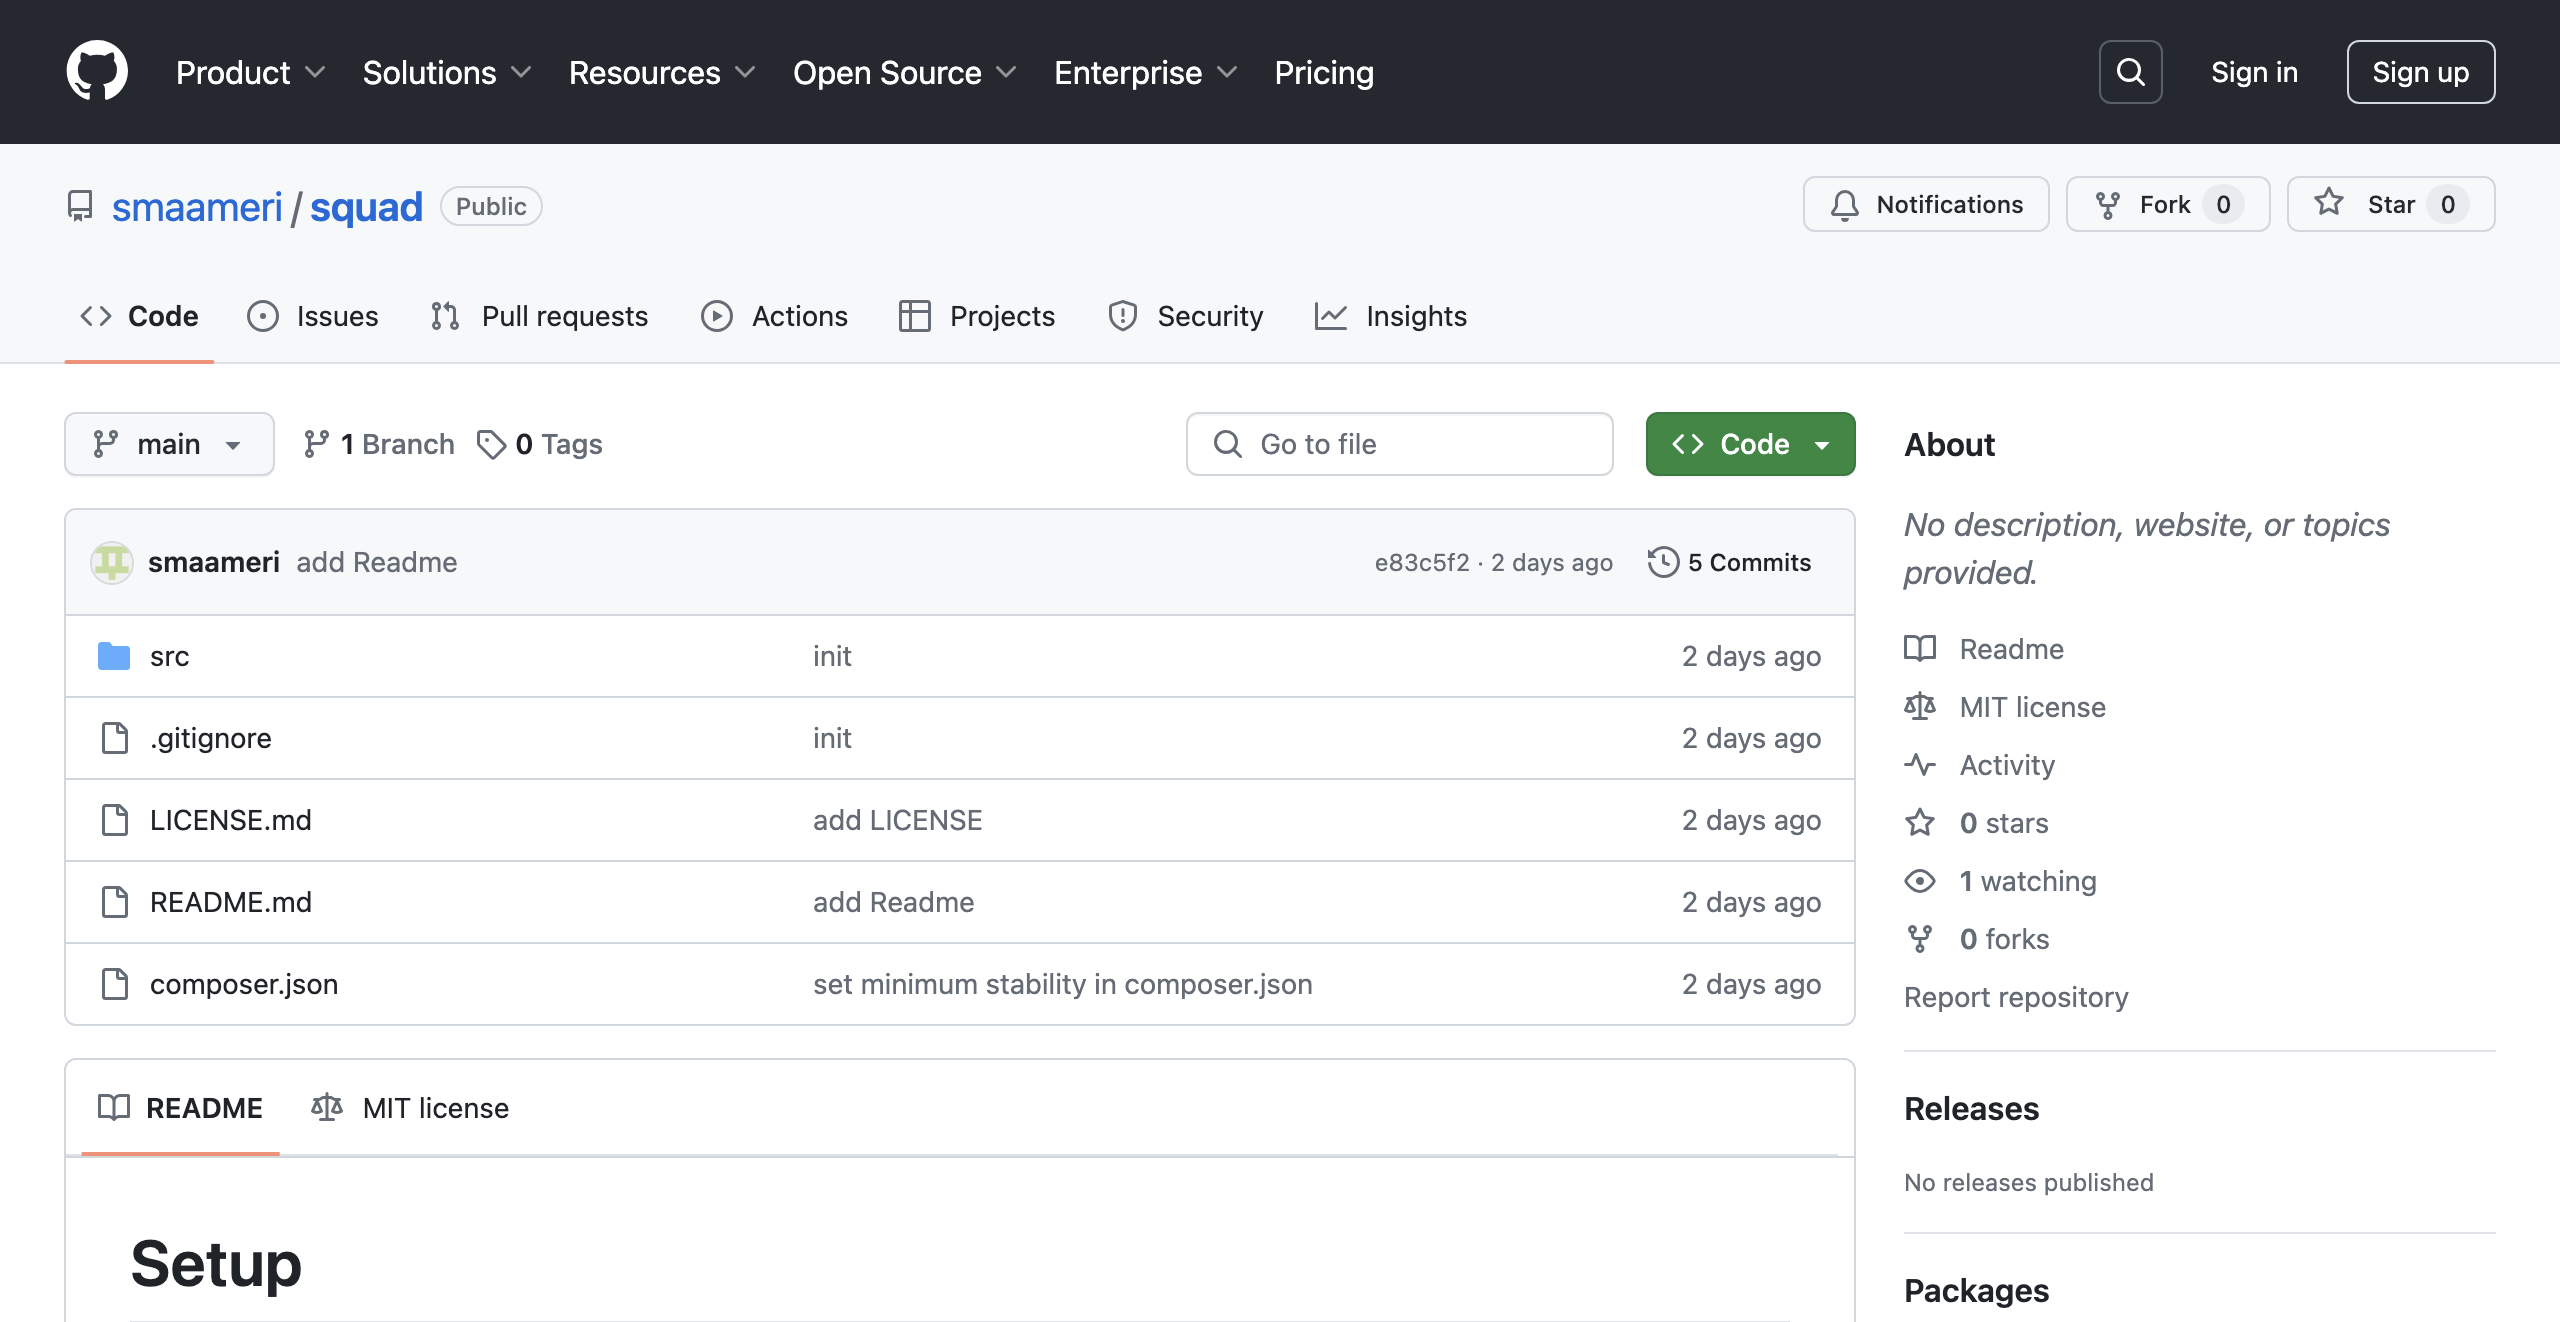 Product Solutions Resources Open Source Enterprise Pricing Sign in Sign up
smaameri / squad Public Notifications Fork 0 Star 0
Code Issues Pull requests Actions Projects Security Insights
main 1 Branch 0 Tags Go to file Code
smaameri add Readme e83c5f2 · 2 days ago 5 Commits
src init 2 days ago
.gitignore init 2 days ago
LICENSE.md add LICENSE 2 days ago
README.md add Readme 2 days ago
composer.json set minimum stability in composer.json 2 days ago
README MIT license
Setup
About
No description, website, or topics
provided.
Readme
MIT license
Activity
0 stars
1 watching
0 forks
Report repository
Releases
No releases published
Packages